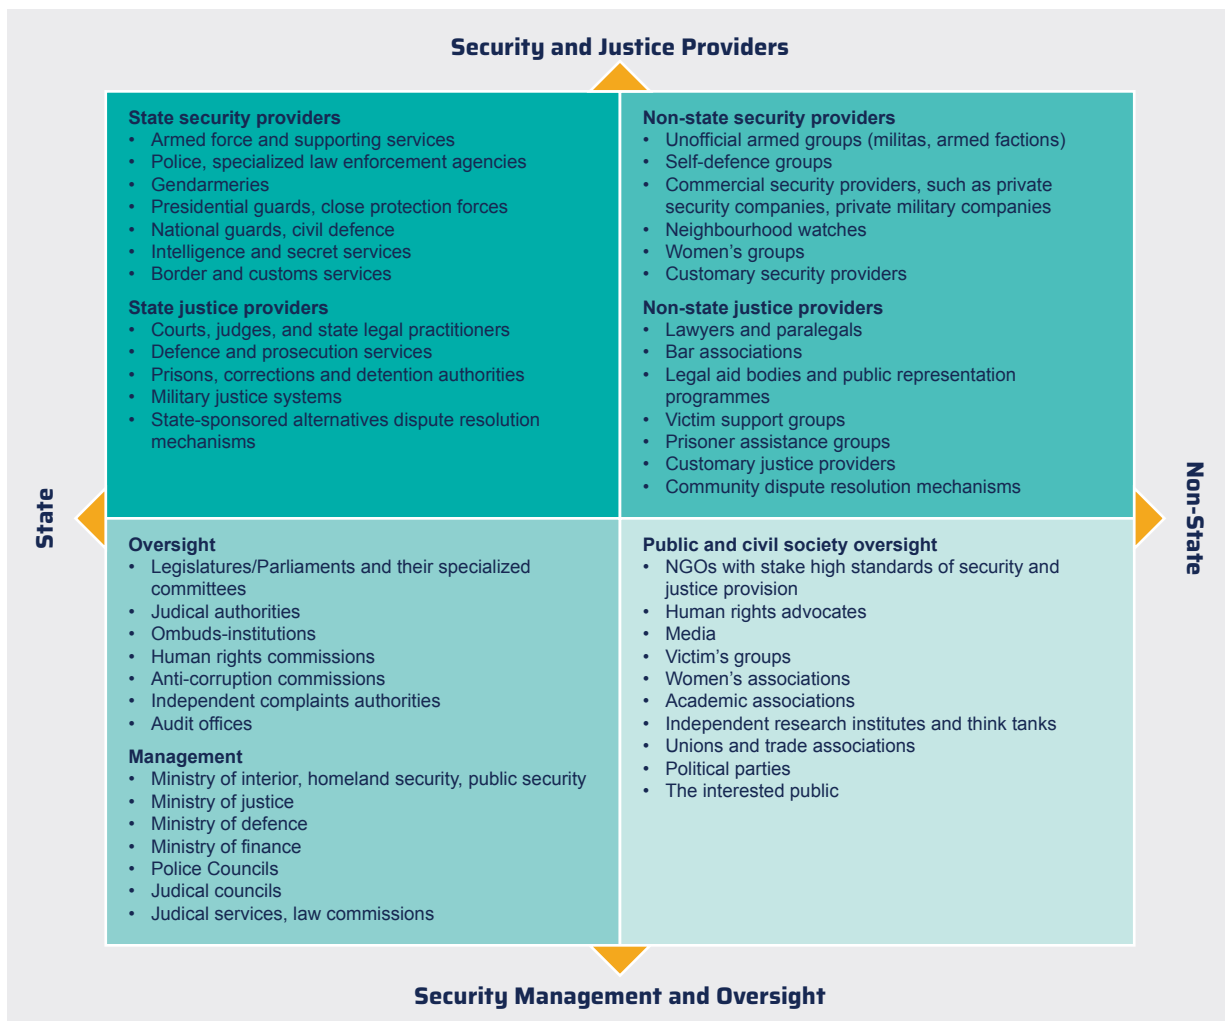 Security and Justice Providers
State security providers
• Armed force and supporting services
• Police, specialized law enforcement agencies
• Gendarmeries
• Presidential guards, close protection forces
• National guards, civil defence
• Intelligence and secret services
• Border and customs services
State justice providers
• Courts, judges, and state legal practitioners
• Defence and prosecution services
• Prisons, corrections and detention authorities
• Military justice systems
• State-sponsored alternatives dispute resolution
mechanisms
Non-state security providers
• Unofficial armed groups (militas, armed factions)
• Self-defence groups
• Commercial security providers, such as private
security companies, private military companies
• Neighbourhood watches
• Women's groups
• Customary security providers
Non-state justice providers
• Lawyers and paralegals
• Bar associations
• Legal aid bodies and public representation
programmes
• Victim support groups
• Prisoner assistance groups
• Customary justice providers
• Community dispute resolution mechanisms
State
Non-State
Oversight
• Legislatures/Parliaments and their specialized
committees
• Judical authorities
• Ombuds-institutions
• Human rights commissions
• Anti-corruption commissions
• Independent complaints authorities
• Audit offices
Management
• Ministry of interior, homeland security, public security
• Ministry of justice
• Ministry of defence
• Ministry of finance
• Police Councils
• Judical councils
• Judical services, law commissions
Public and civil society oversight
• NGOs with stake high standards of security and
justice provision
• Human rights advocates
• Media
• Victim's groups
• Women's associations
• Academic associations
• Independent research institutes and think tanks
• Unions and trade associations
• Political parties
• The interested public
Security Management and Oversight